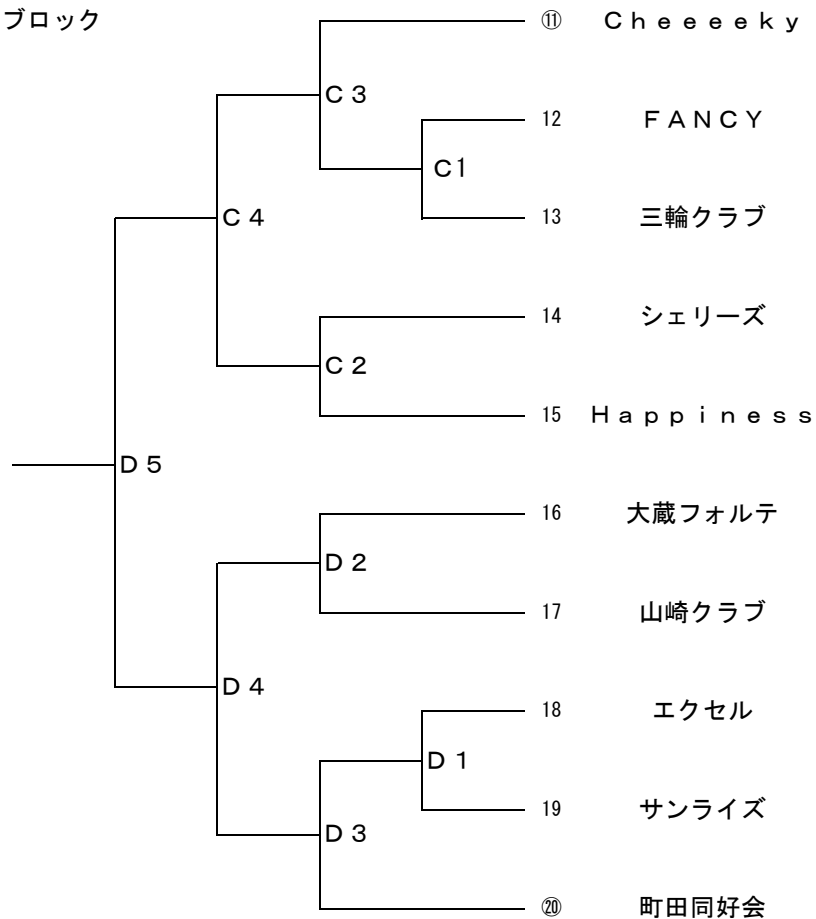 ブロック
⑪ Ｃｈｅｅｅｅｋｙ
Ｃ３
12 ＦＡＮＣＹ
Ｃ1
13 三輪クラブ
Ｃ４
14 シェリーズ
Ｃ２
15 Ｈａｐｐｉｎｅｓｓ
Ｄ５
16 大蔵フォルテ
Ｄ２
17 山崎クラブ
Ｄ４
18 エクセル
Ｄ１
19 サンライズ
Ｄ３
⑳ 町田同好会